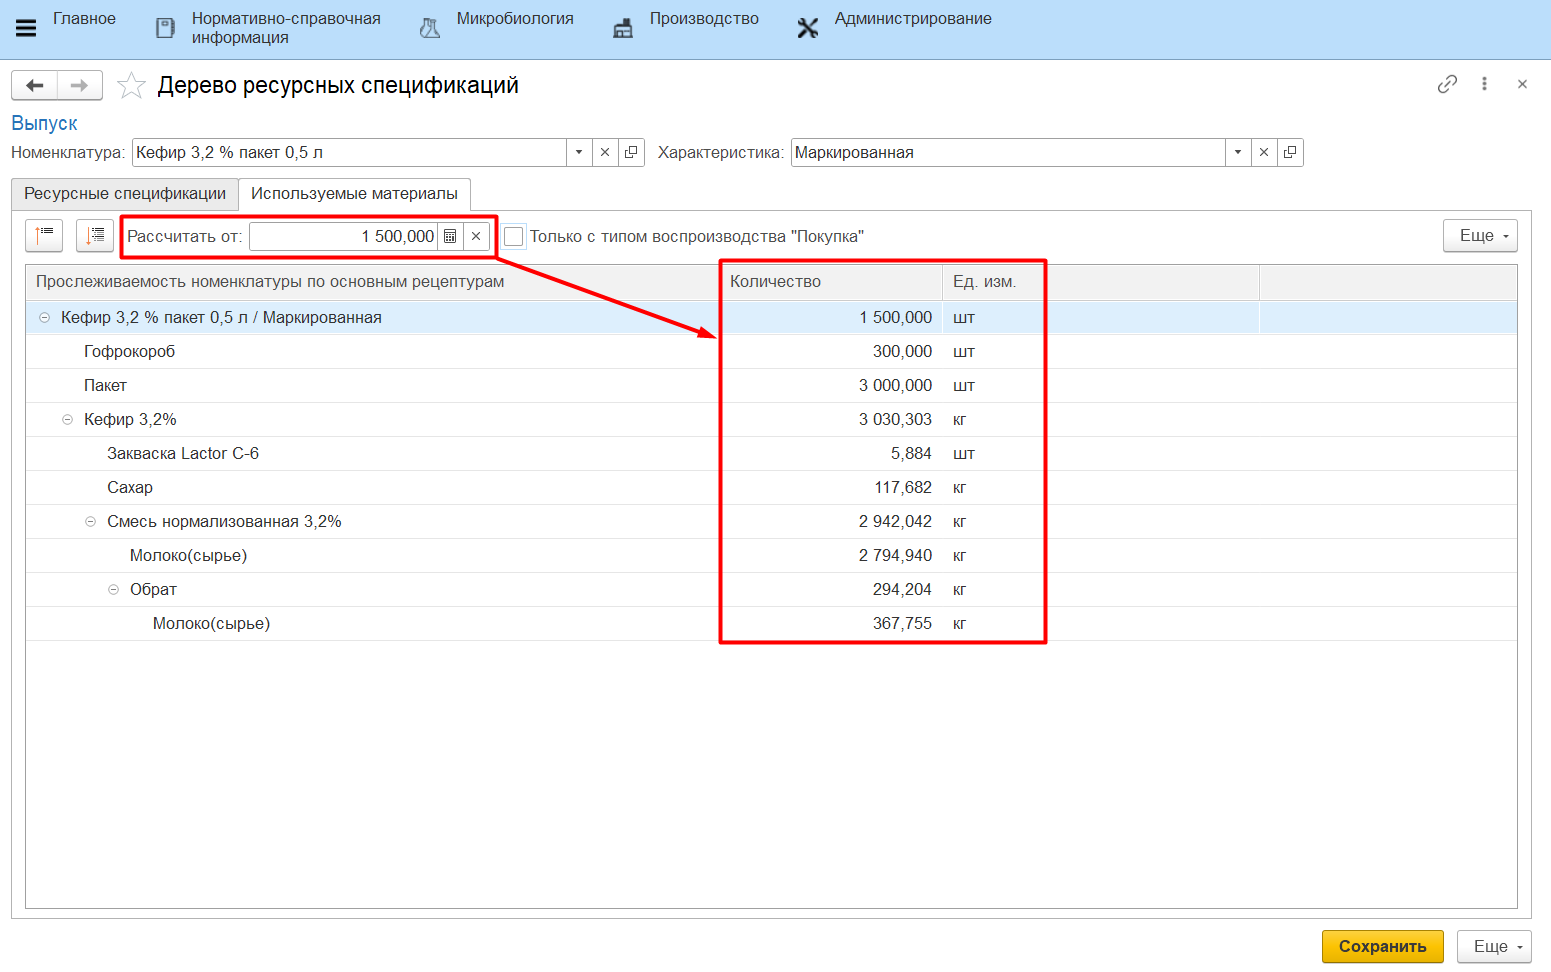 Главное
Нормативно-справочная
информация
Микробиология
Производство
Администрирование
Дерево ресурсных спецификаций
Выпуск
Номенклатура: Кефир 3,2 % пакет 0,5 л Характеристика: Маркированная
Ресурсные спецификации Используемые материалы
Рассчитать от: 1 500,000 Только с типом воспроизводства "Покупка" Еще
Прослеживаемость номенклатуры по основным рецептурам Количество Ед. изм.
Кефир 3,2 % пакет 0,5 л / Маркированная 1 500,000 шт
Гофрокороб 300,000 шт
Пакет 3 000,000 шт
Кефир 3,2% 3 030,303 кг
Закваска Lactor C-6 5,884 шт
Сахар 117,682 кг
Смесь нормализованная 3,2% 2 942,042 кг
Молоко(сырье) 2 794,940 кг
Обрат 294,204 кг
Молоко(сырье) 367,755 кг
Сохранить Еще